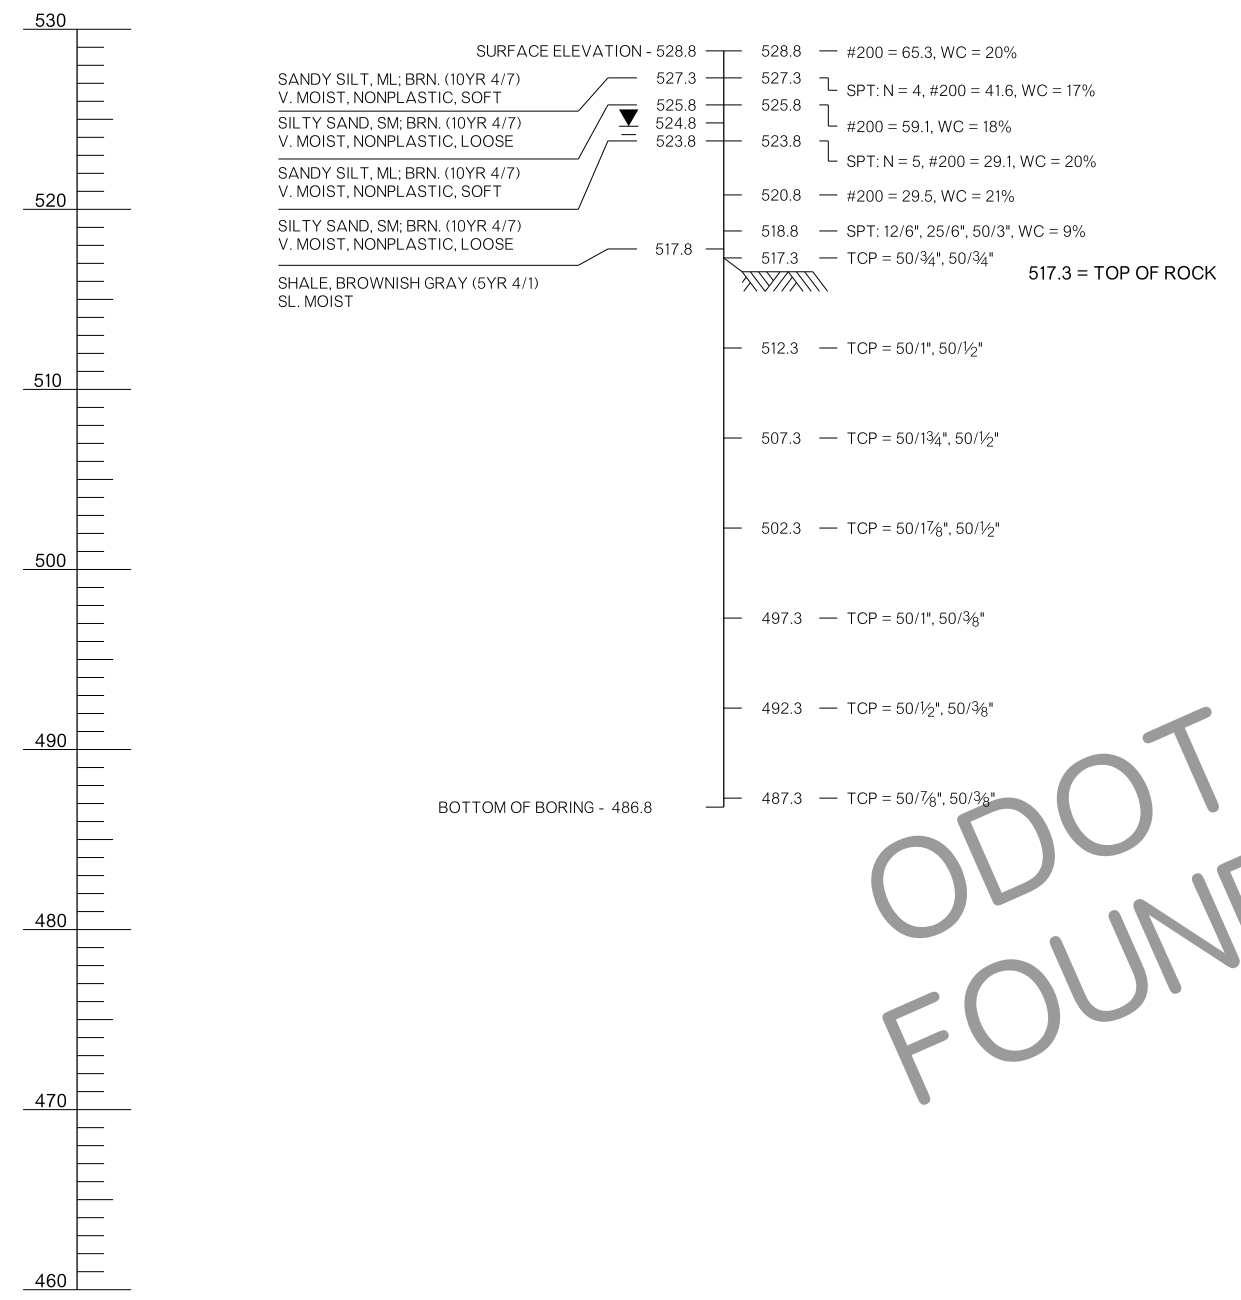 530
SURFACE ELEVATION - 528.8
528.8
#200 = 65.3, WC = 20%
SANDY SILT, ML; BRN. (10YR 4/7)
V. MOIST, NONPLASTIC, SOFT
527.3
527.3
SPT: N = 4, #200 = 41.6, WC = 17%
SILTY SAND, SM; BRN. (10YR 4/7)
V. MOIST, NONPLASTIC, LOOSE
525.8
525.8
#200 = 59.1, WC = 18%
524.8
523.8
523.8
SPT: N = 5, #200 = 29.1, WC = 20%
SANDY SILT, ML; BRN. (10YR 4/7)
V. MOIST, NONPLASTIC, SOFT
520
520.8
#200 = 29.5, WC = 21%
SILTY SAND, SM; BRN. (10YR 4/7)
V. MOIST, NONPLASTIC, LOOSE
518.8
SPT: 12/6", 25/6", 50/3", WC = 9%
517.8
517.3
TCP = 50/¾", 50/¾"
517.3 = TOP OF ROCK
SHALE, BROWNISH GRAY (5YR 4/1)
SL. MOIST
512.3
TCP = 50/1", 50/½"
510
507.3
TCP = 50/1¾", 50/½"
502.3
TCP = 50/1⅞", 50/½"
500
497.3
TCP = 50/1", 50/⅜"
492.3
TCP = 50/½", 50/⅜"
490
487.3
TCP = 50/⅞", 50/⅜"
BOTTOM OF BORING - 486.8
ODOT
FOUN
480
470
460